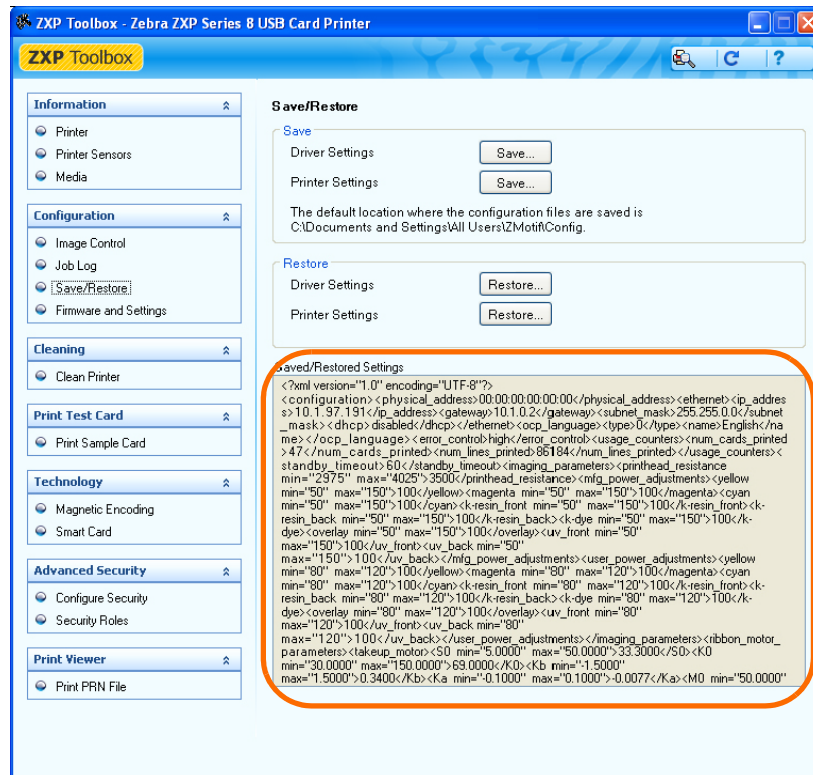 ZXP Toolbox - Zebra ZXP Series 8 USB Card Printer
ZXP Toolbox
Information
Printer
Printer Sensors
Media
Configuration
Image Control
Job Log
Save/Restore
Firmware and Settings
Cleaning
Clean Printer
Print Test Card
Print Sample Card
Technology
Magnetic Encoding
Smart Card
Advanced Security
Configure Security
Security Roles
Print Viewer
Print PRN File
Save/Restore
Save
Driver Settings
Save...
Printer Settings
Save...
The default location where the configuration files are saved is
C:\Documents and Settings\All Users\ZMotif\Config.
Restore
Driver Settings
Restore...
Printer Settings
Restore...
Saved/Restored Settings
<?xml version="1.0" encoding="UTF-8"?>
<configuration><physical_address>00:00:00:00:00:00</physical_address><ethernet><ip_addres
s>10.1.97.191</ip_address><gateway>10.1.0.2</gateway><subnet_mask>255.255.0.0</subnet
_mask><dhcp>disabled</dhcp></ethernet><ocp_language><type>0</type><name>English</na
me></ocp_language><error_control>high</error_control><usage_counters><num_cards_printed
>47</num_cards_printed><num_lines_printed>86184</num_lines_printed></usage_counters><
standby_timeout>60</standby_timeout><imaging_parameters><printhead_resistance
min="2975" max="4025">3500</printhead_resistance><mfg_power_adjustments><yellow
min="50" max="150">100</yellow><magenta min="50" max="150">100</magenta><cyan
min="50" max="150">100</cyan><k-resin_front min="50" max="150">100</k-resin_front><k-
resin_back min="50" max="150">100</k-resin_back><k-dye min="50" max="150">100</k-
dye><overlay min="50" max="150">100</overlay><uv_front min="50"
max="150">100</uv_front><uv_back min="50"
max="150">100</uv_back></mfg_power_adjustments><user_power_adjustments><yellow
min="80" max="120">100</yellow><magenta min="80" max="120">100</magenta><cyan
min="80" max="120">100</cyan><k-resin_front min="80" max="120">100</k-resin_front><k-
resin_back min="80" max="120">100</k-resin_back><k-dye min="80" max="120">100</k-
dye><overlay min="80" max="120">100</overlay><uv_front min="80"
max="120">100</uv_front><uv_back min="80"
max="120">100</uv_back></user_power_adjustments></imaging_parameters><ribbon_motor_
parameters><takeup_motor><S0 min="5.0000" max="50.0000">33.3000</S0><K0
min="30.0000" max="150.0000">69.0000</K0><Kb min="-1.5000"
max="1.5000">0.3400</Kb><Ka min="-0.1000" max="0.1000">-0.0077</Ka><M0 min="50.0000"